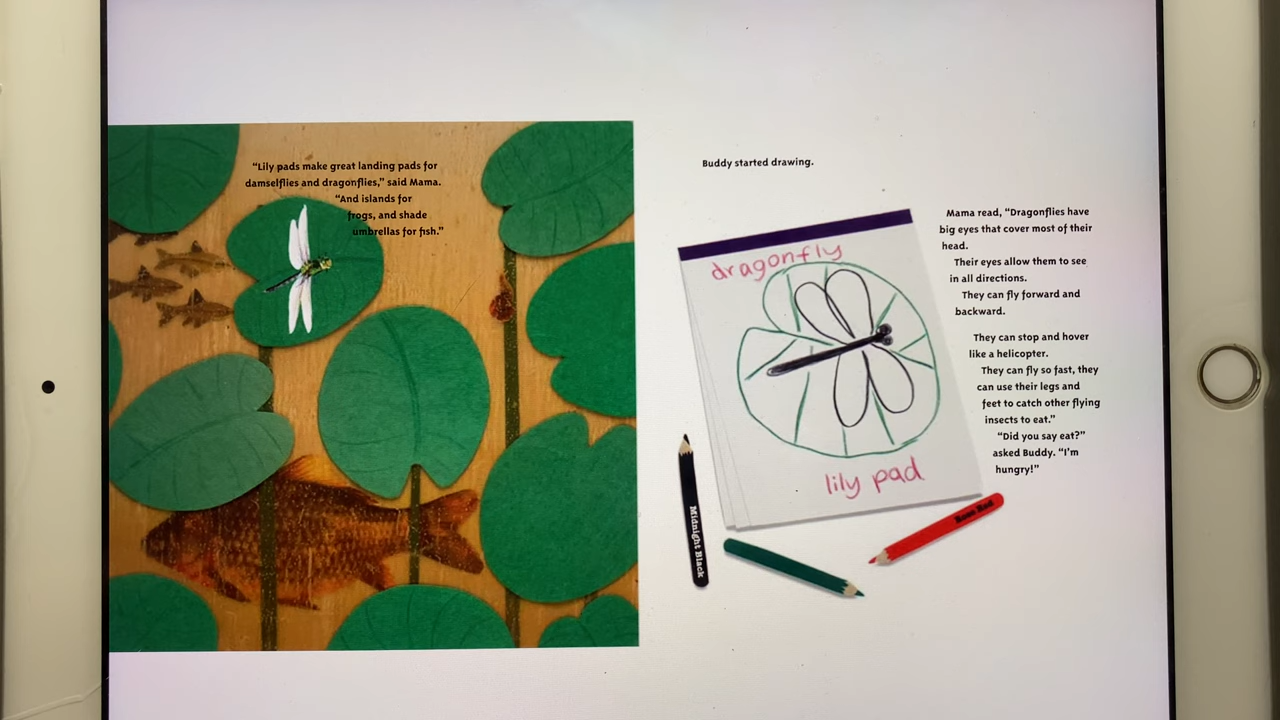 “Lily pads make great landing pads for
damselflies and dragonflies,” said Mama.
“And islands for
frogs, and shade
umbrellas for fish.”
Buddy started drawing.
dragonfly
lily pad
Mama read, “Dragonflies have
big eyes that cover most of their
head.
Their eyes allow them to see
in all directions.
They can fly forward and
backward.
They can stop and hover
like a helicopter.
They can fly so fast, they
can use their legs and
feet to catch other flying
insects to eat.”
“Did you say eat?”
asked Buddy. “I’m
hungry!”
Midnight Black